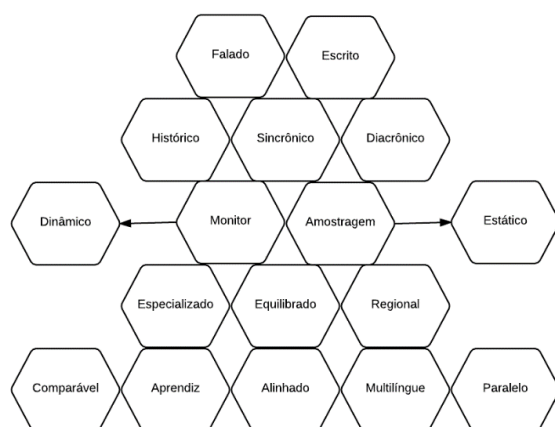 Falado
Escrito
Histórico
Sincrônico
Diacrônico
Dinâmico
Monitor
Amostragem
Estático
Especializado
Equilibrado
Regional
Comparável
Aprendiz
Alinhado
Multilíngue
Paralelo